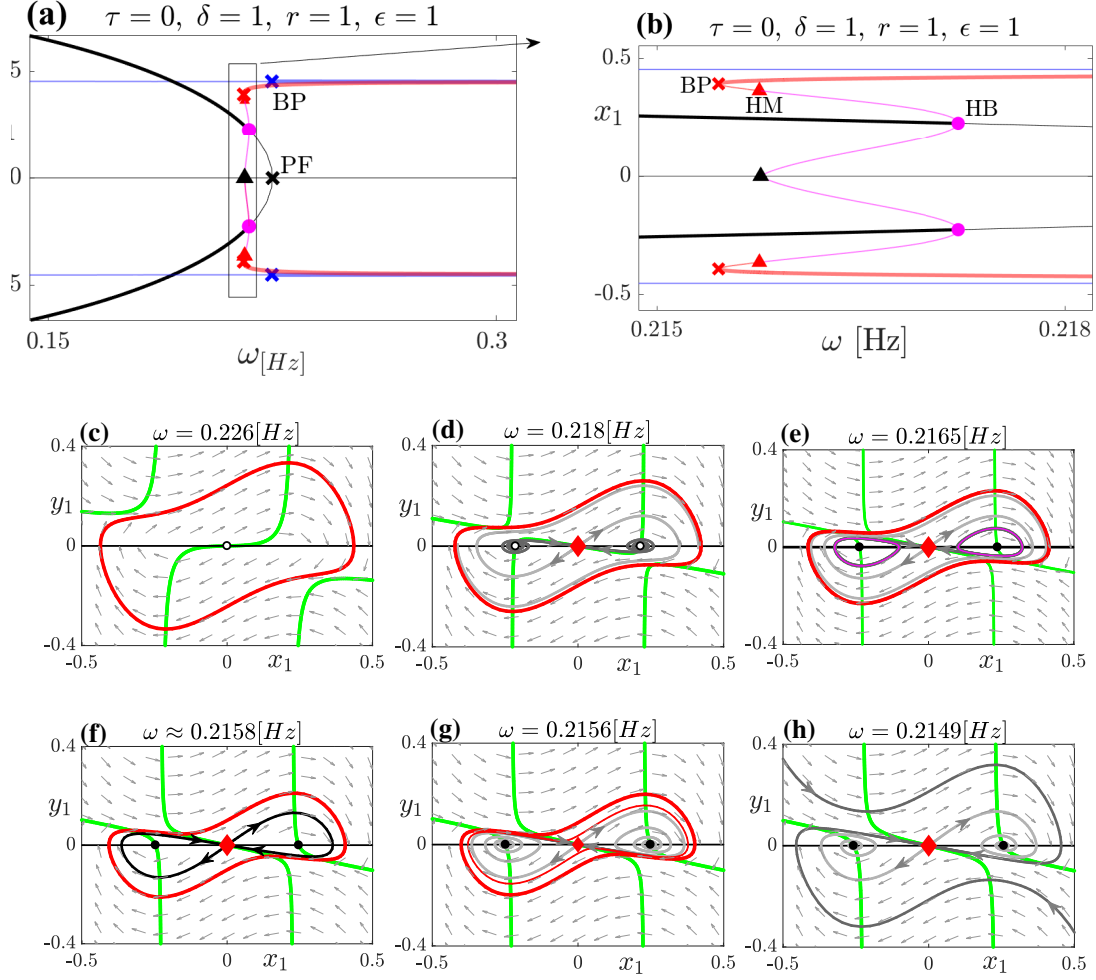 (a) τ = 0, δ = 1, r = 1, ϵ = 1
5
BP
1
PF
0
5
0.15
0.3
ω[Hz]
(b) τ = 0, δ = 1, r = 1, ϵ = 1
0.5
BP
HM
HB
x₁
0
-0.5
0.215
0.218
ω [Hz]
(c) ω = 0.226[Hz]
0.4
y₁
0
-0.4
-0.5
0
x₁
0.5
(d) ω = 0.218[Hz]
0.4
y₁
0
-0.4
-0.5
0
x₁
0.5
(e) ω = 0.2165[Hz]
0.4
y₁
0
-0.4
-0.5
0
x₁
0.5
(f) ω ≈ 0.2158[Hz]
0.4
y₁
0
-0.4
-0.5
0
x₁
0.5
(g) ω = 0.2156[Hz]
0.4
y₁
0
-0.4
-0.5
0
x₁
0.5
(h) ω = 0.2149[Hz]
0.4
y₁
0
-0.4
-0.5
0
x₁
0.5